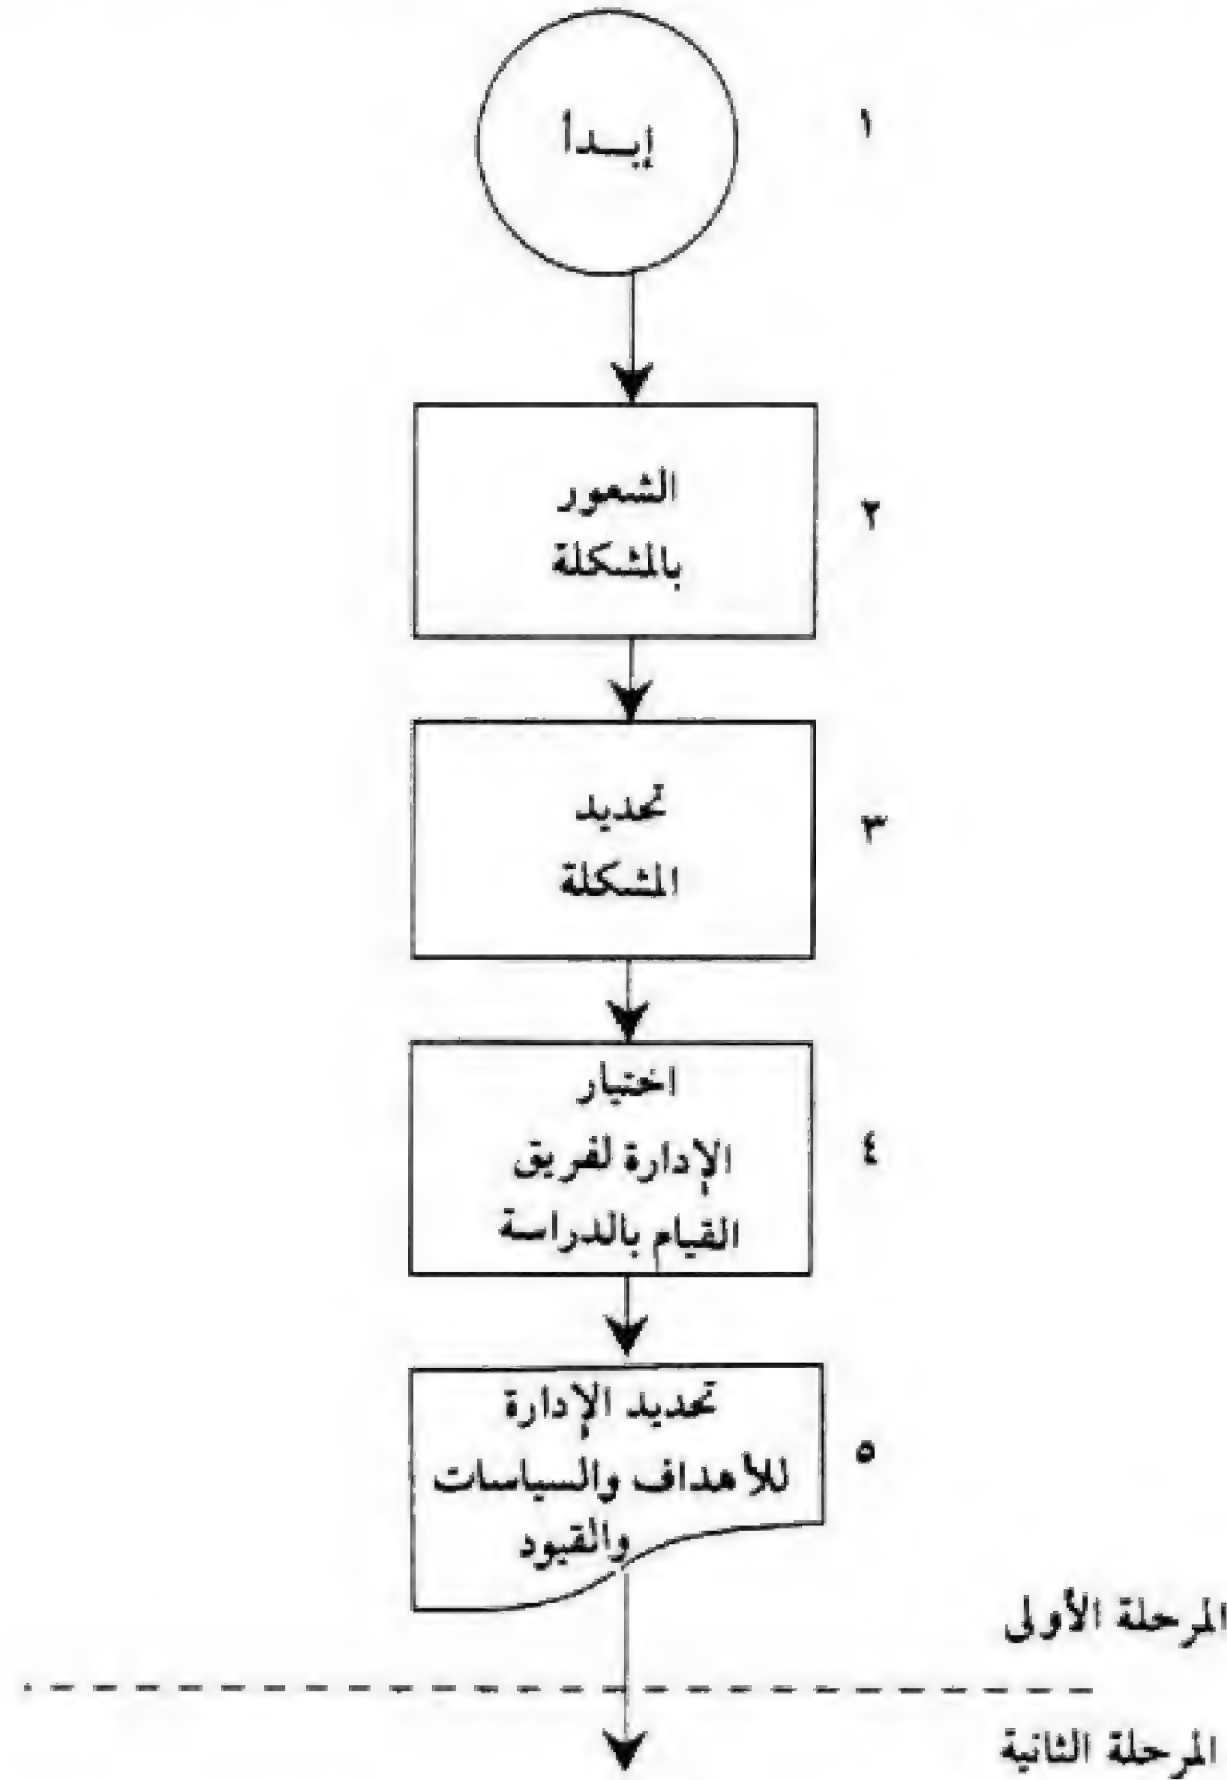 إبـدأ
١
الشعور
بالمشكلة
٢
تحديد
المشكلة
٣
اختيار
الإدارة لفريق
القيام بالدراسة
٤
تحديد الإدارة
للأهداف والسياسات
والقيود
٥
المرحلة الأولى
المرحلة الثانية